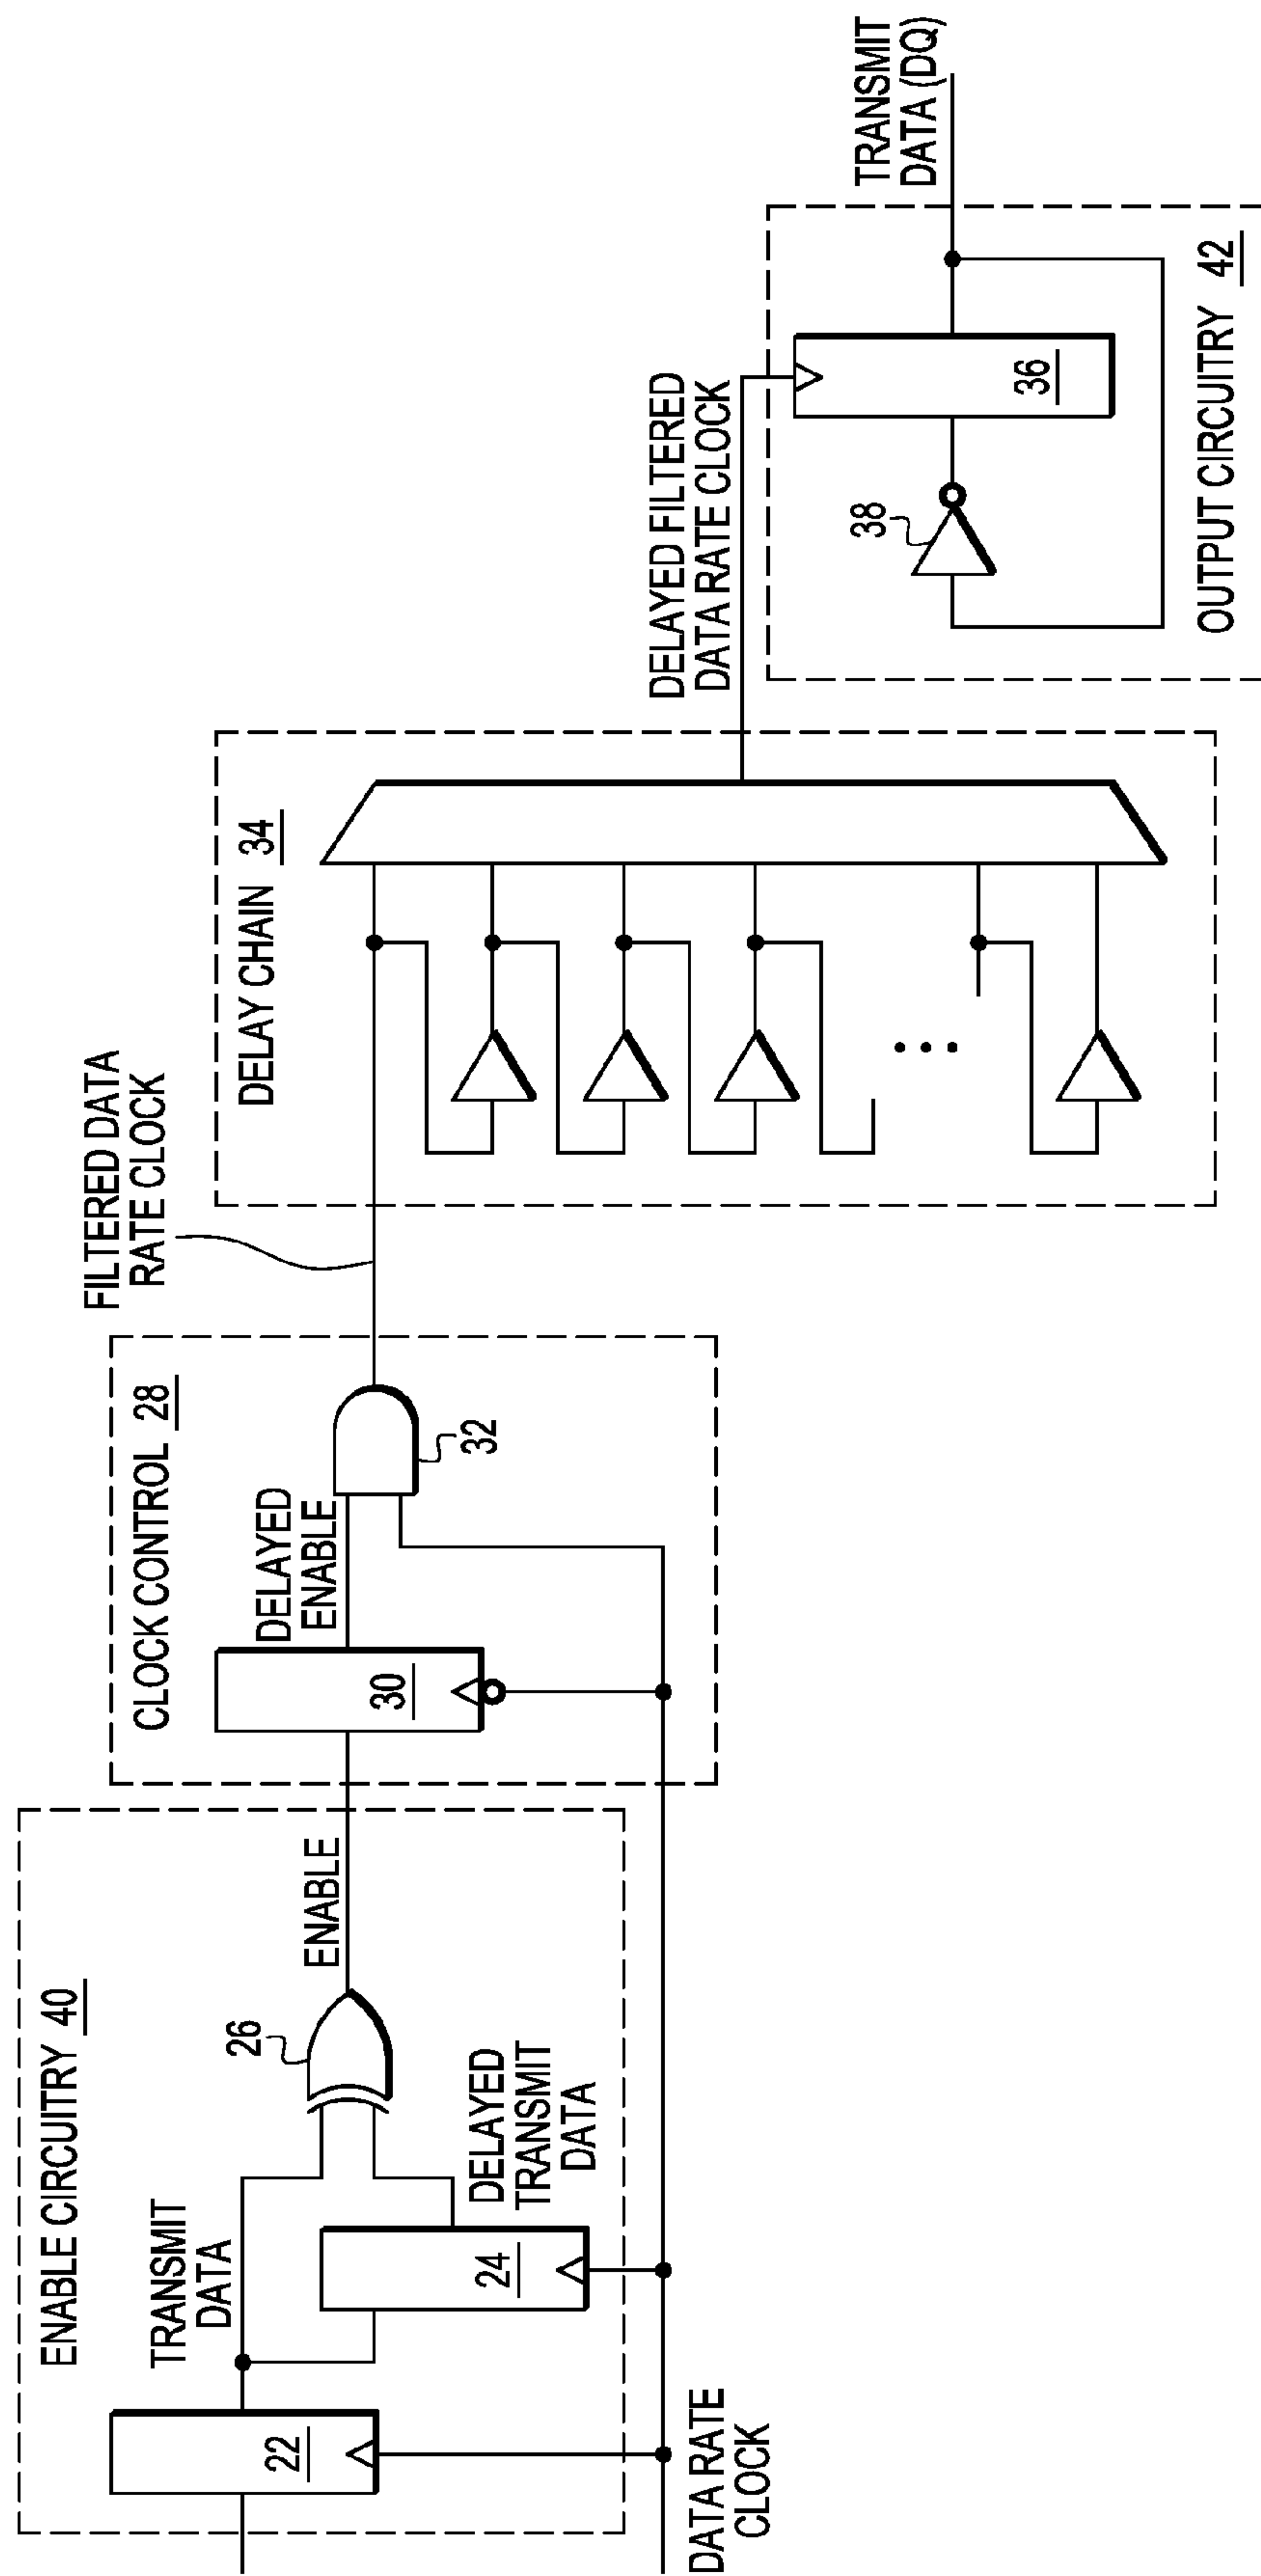 ENABLE CIRCUITRY 40
TRANSMIT
DATA
22
24
DELAYED
TRANSMIT
DATA
26
ENABLE
DATA RATE
CLOCK
CLOCK CONTROL 28
30
DELAYED
ENABLE
32
FILTERED DATA
RATE CLOCK
DELAY CHAIN 34
DELAYED FILTERED
DATA RATE CLOCK
38
36
OUTPUT CIRCUITRY 42
TRANSMIT
DATA (DQ)